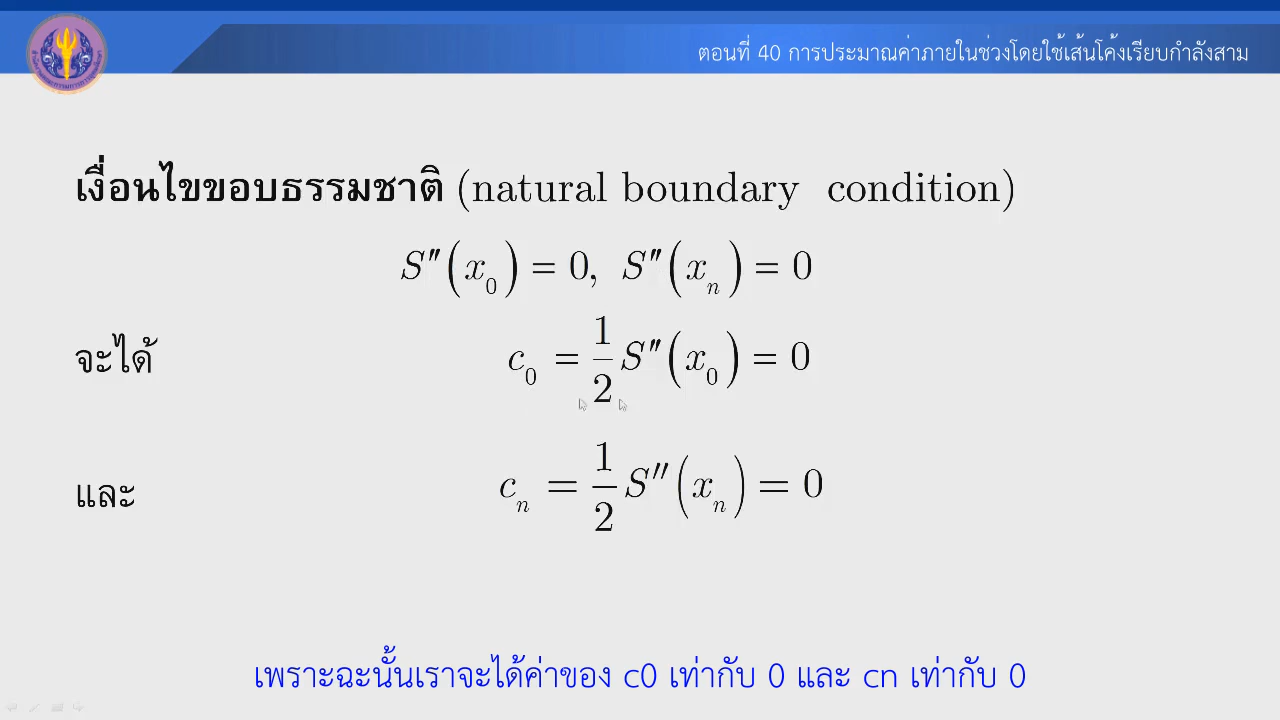 ตอนที่ 40 การประมาณค่าภายในช่วงโดยใช้เส้นโค้งเรียบกำลังสาม
เงื่อนไขขอบธรรมชาติ (natural boundary condition)
S″(x₀) = 0, S″(xₙ) = 0
จะได้ c₀ = 1/2 S″(x₀) = 0
และ cₙ = 1/2 S″(xₙ) = 0
เพราะฉะนั้นเราจะได้ค่าของ c0 เท่ากับ 0 และ cn เท่ากับ 0